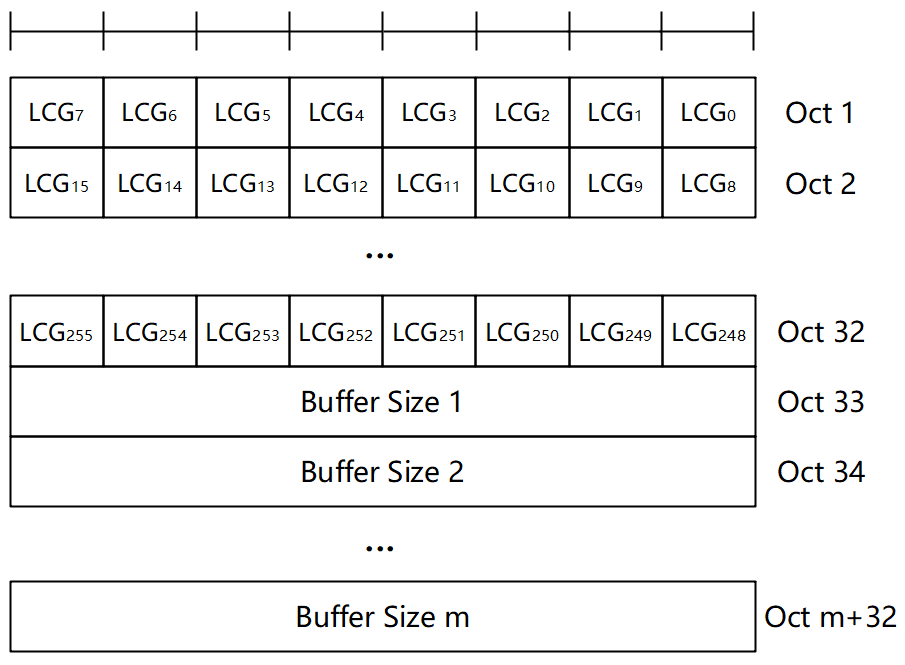 LCG7 LCG6 LCG5 LCG4 LCG3 LCG2 LCG1 LCG0 Oct 1
LCG15 LCG14 LCG13 LCG12 LCG11 LCG10 LCG9 LCG8 Oct 2
...
LCG255 LCG254 LCG253 LCG252 LCG251 LCG250 LCG249 LCG248 Oct 32
Buffer Size 1 Oct 33
Buffer Size 2 Oct 34
...
Buffer Size m Oct m+32